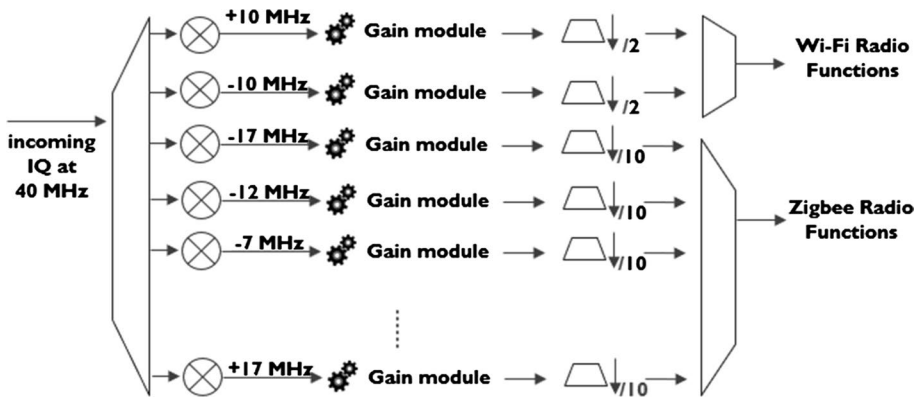 +10 MHz Gain module /2
Wi-Fi Radio
Functions
-10 MHz Gain module /2
incoming
IQ at
40 MHz
-17 MHz Gain module /10
-12 MHz Gain module /10
Zigbee Radio
Functions
-7 MHz Gain module /10
+17 MHz Gain module /10